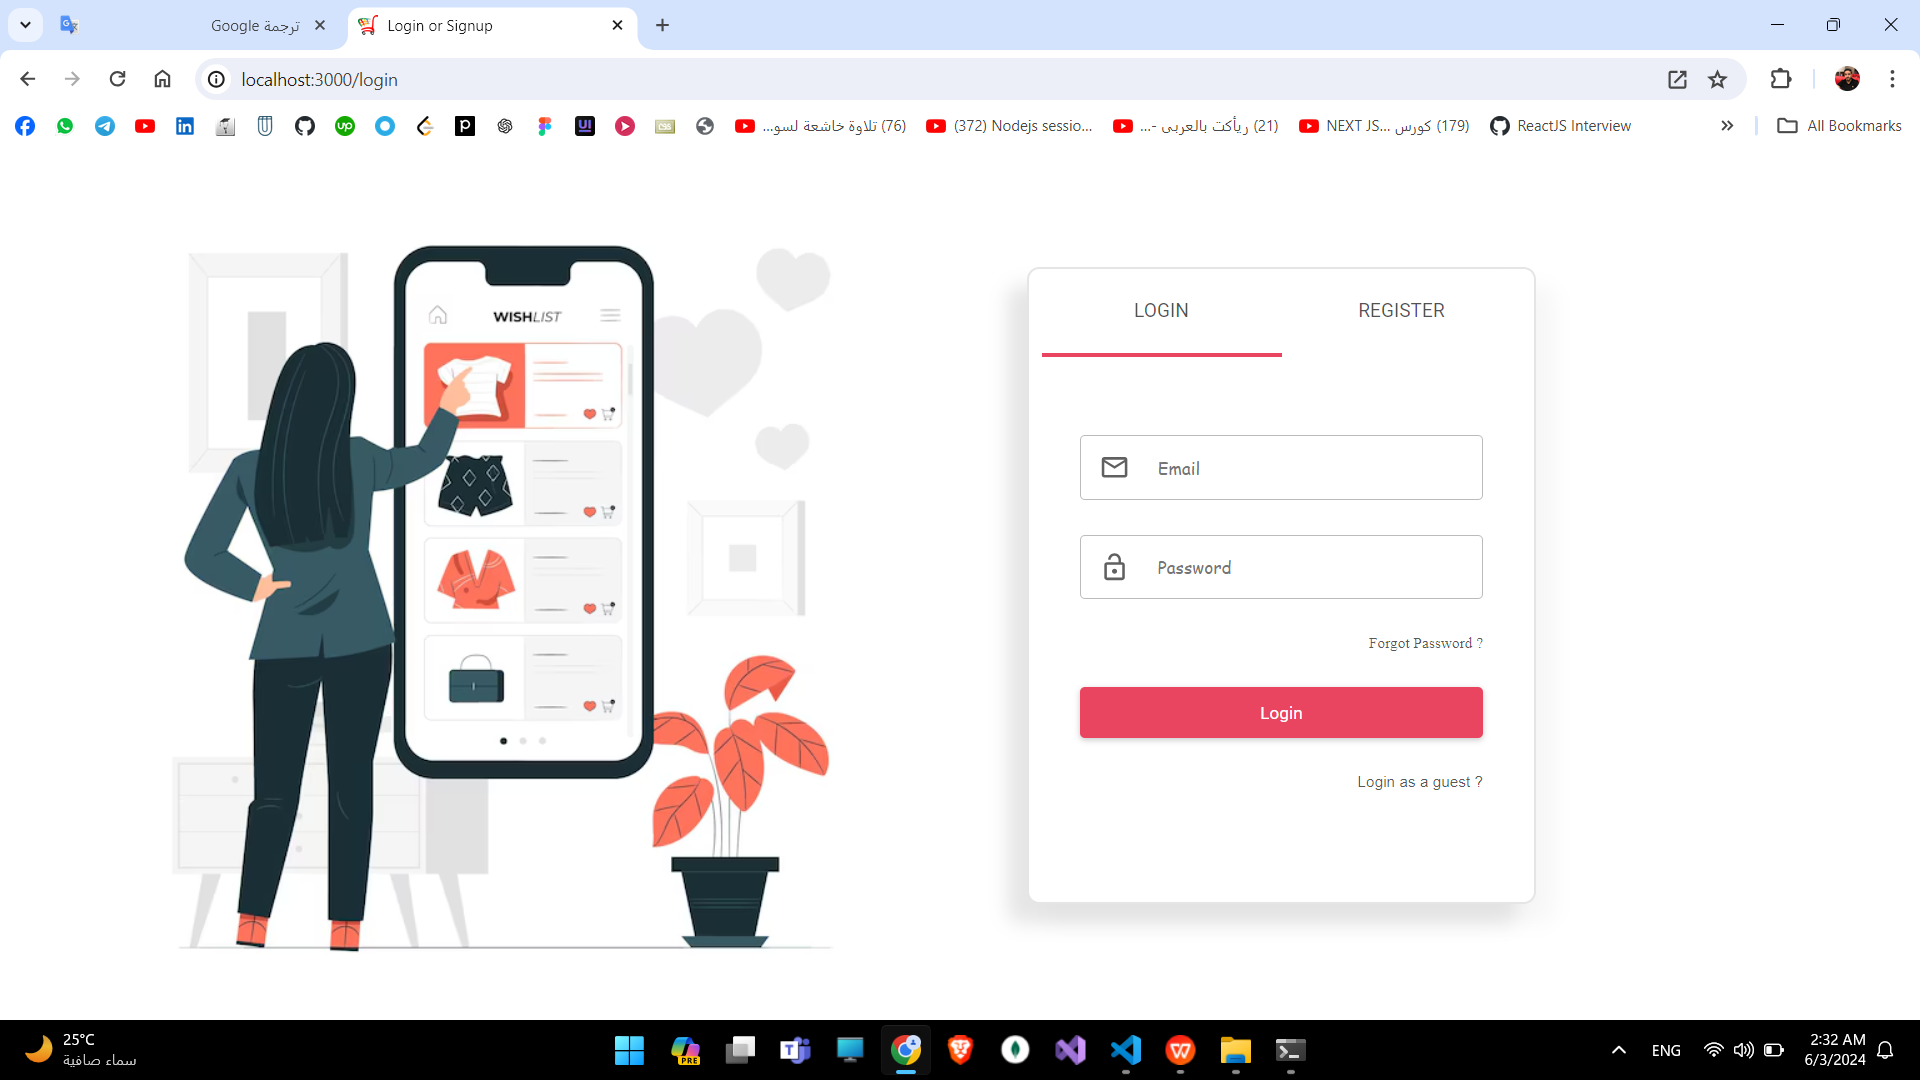 ترجمة Google
Login or Signup
localhost:3000/login
(76) تلاوة خاشعة لسو...
(372) Nodejs sessio...
(21) ريأكت بالعربى -...
(179) كورس ...NEXT JS
ReactJS Interview
All Bookmarks
WISHLIST
LOGIN
REGISTER
Email
Password
Forgot Password ?
Login
Login as a guest ?
25°C
سماء صافية
PRE
ENG
2:32 AM
6/3/2024